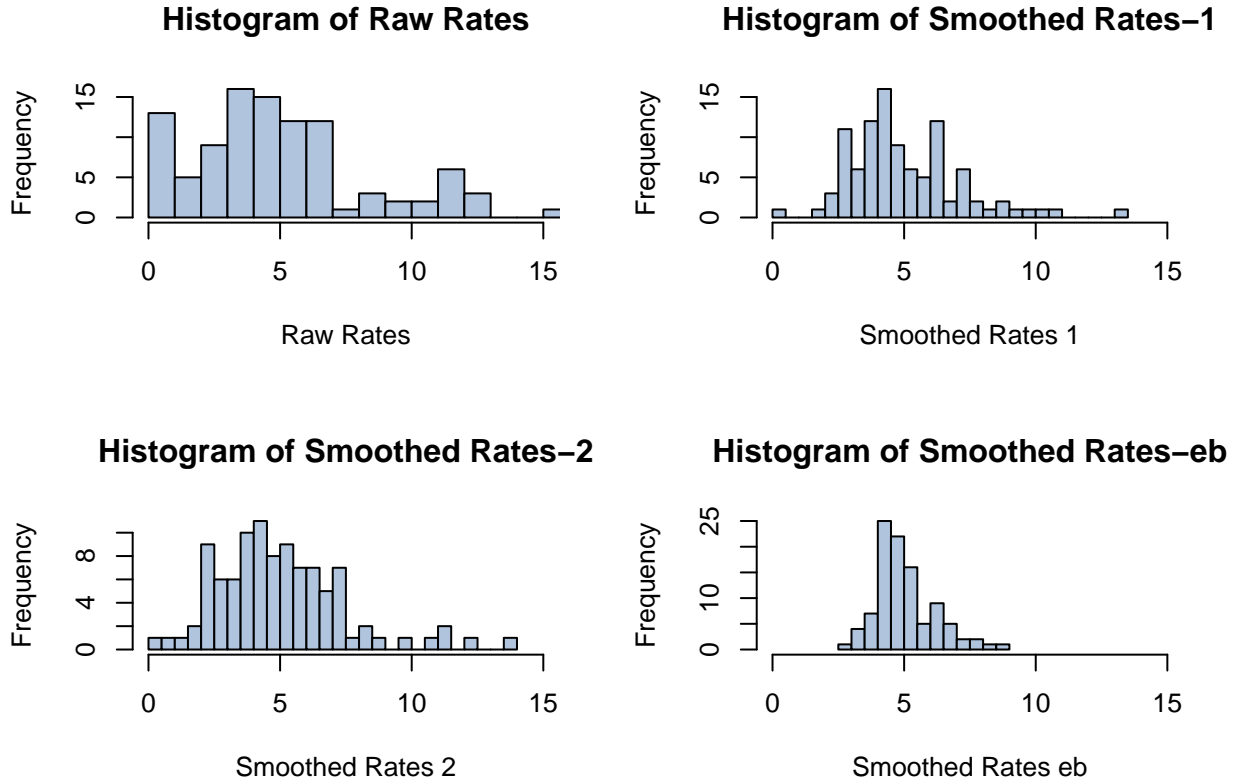 Histogram of Raw Rates
Frequency
0
5
15
0
5
10
15
Raw Rates
Histogram of Smoothed Rates−1
Frequency
0
5
15
0
5
10
15
Smoothed Rates 1
Histogram of Smoothed Rates−2
Frequency
0
4
8
0
5
10
15
Smoothed Rates 2
Histogram of Smoothed Rates−eb
Frequency
0
10
25
0
5
10
15
Smoothed Rates eb